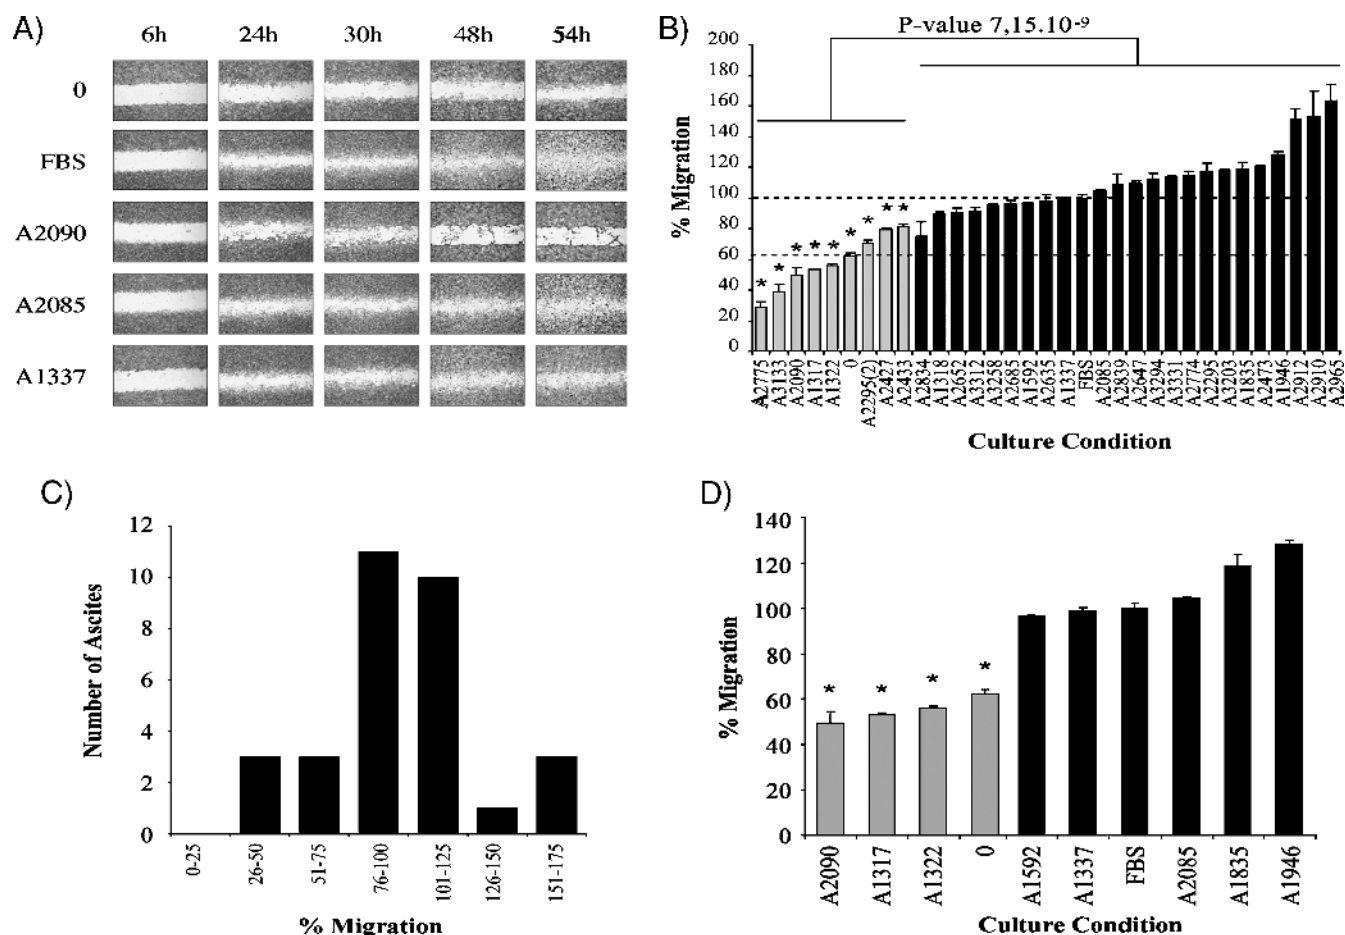 A)
6h 24h 30h 48h 54h
0
FBS
A2090
A2085
A1337
B)
P-value 7,15.10-9
% Migration
200
180
160
140
120
100
80
60
40
20
0
* * * * * * * * *
A2775 A3133 A2090 A1317 A1322 0 A2295(2) A2427 A2433 A2834 A1318 A2652 A3312 A3258 A2685 A1592 A2635 A1337 FBS A2085 A2839 A2647 A3294 A3331 A2774 A2295 A3203 A1835 A2473 A1946 A2912 A2910 A2965
Culture Condition
C)
Number of Ascites
12
10
8
6
4
2
0
0-25 26-50 51-75 76-100 101-125 126-150 151-175
% Migration
D)
% Migration
140
120
100
80
60
40
20
0
* * * *
A2090 A1317 A1322 0 A1592 A1337 FBS A2085 A1835 A1946
Culture Condition